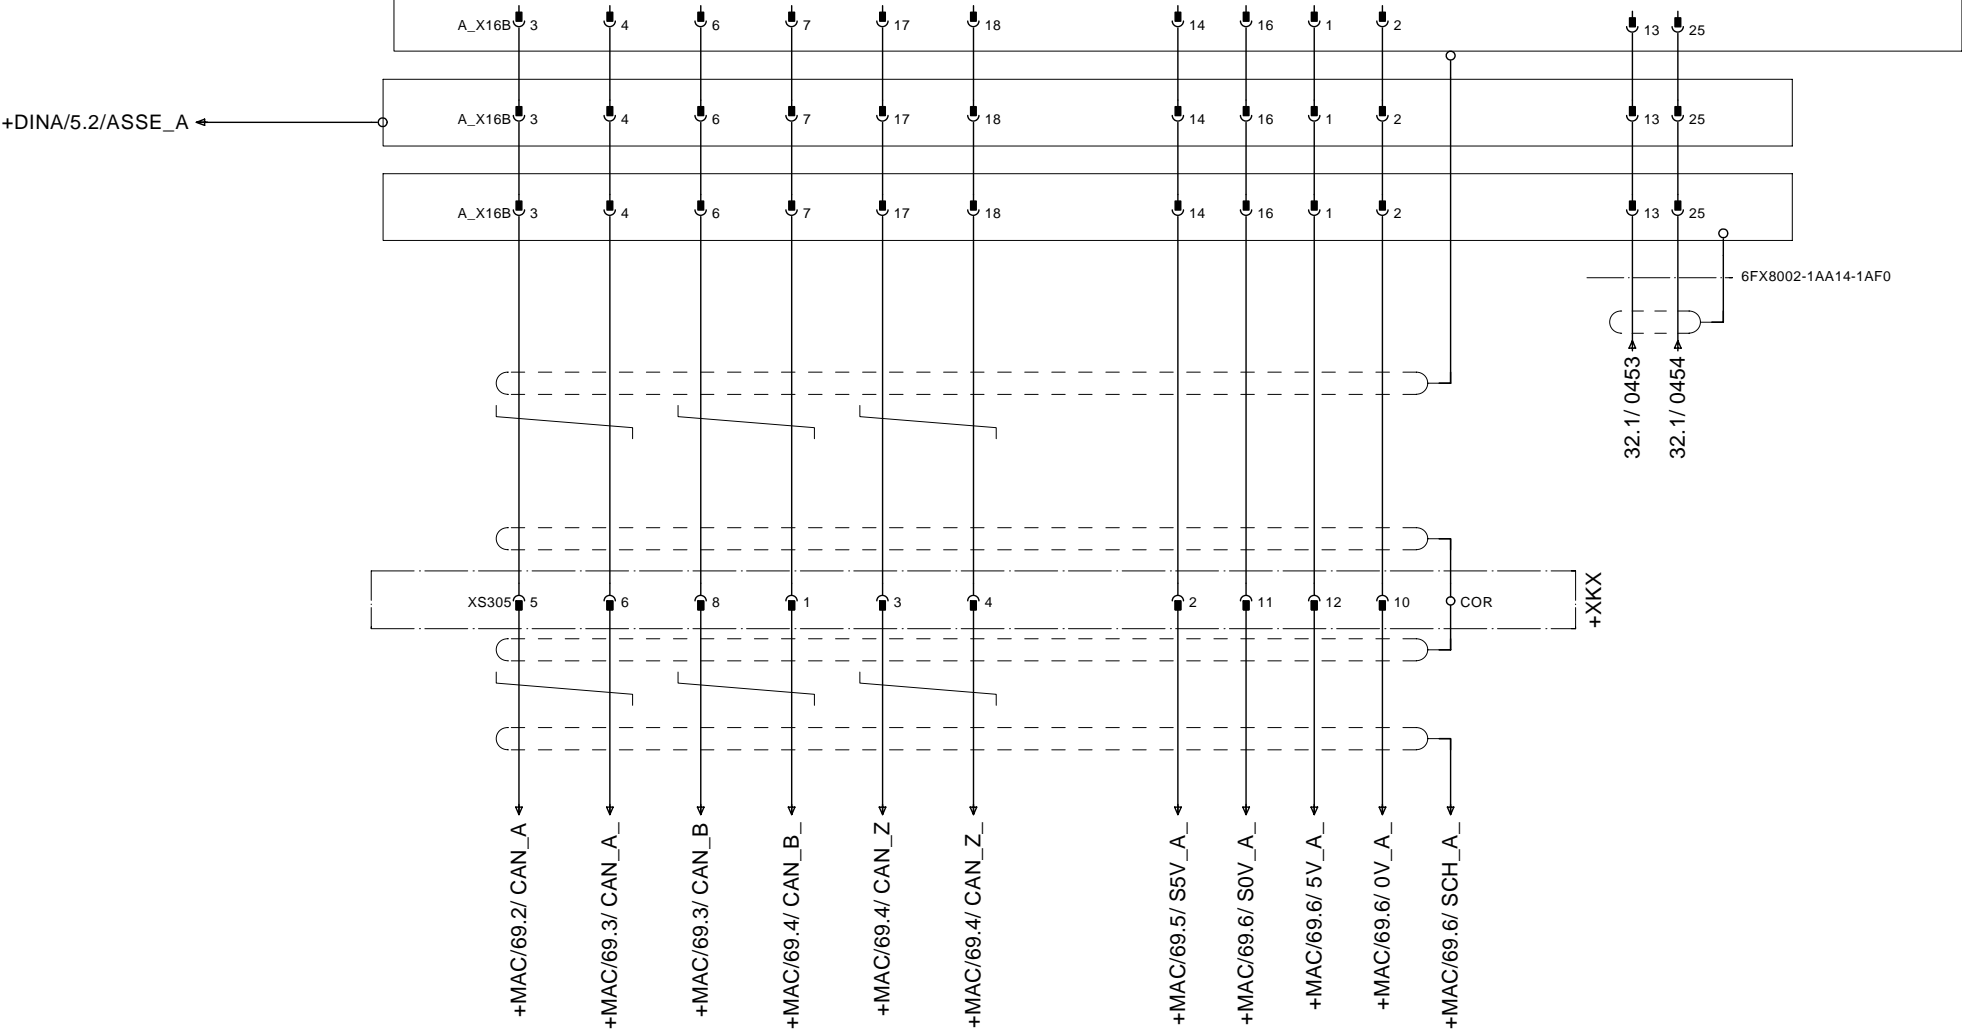 A_X16B 3 4 6 7 17 18 14 16 1 2 13 25
+DINA/5.2/ASSE_A
A_X16B 3 4 6 7 17 18 14 16 1 2 13 25
A_X16B 3 4 6 7 17 18 14 16 1 2 13 25
6FX8002-1AA14-1AF0
32.1/ 0453
32.1/ 0454
XS305 5 6 8 1 3 4 2 11 12 10 COR
+XKX
+MAC/69.2/ CAN_A
+MAC/69.3/ CAN_A_
+MAC/69.3/ CAN_B
+MAC/69.4/ CAN_B_
+MAC/69.4/ CAN_Z
+MAC/69.4/ CAN_Z_
+MAC/69.5/ S5V_A_
+MAC/69.6/ S0V_A_
+MAC/69.6/ 5V_A_
+MAC/69.6/ 0V_A_
+MAC/69.6/ SCH_A_